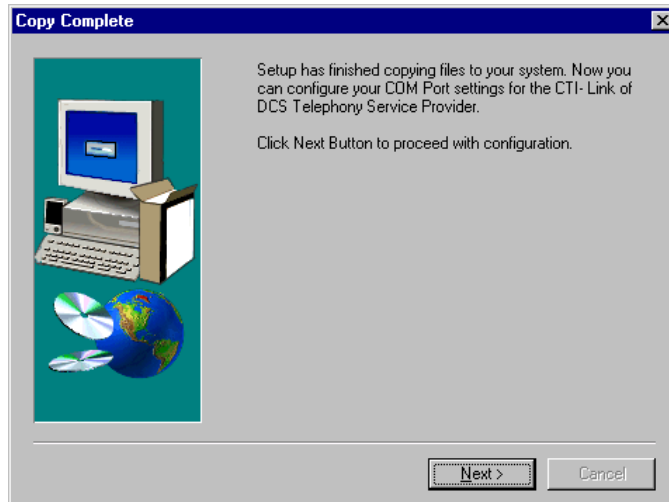 Copy Complete
Setup has finished copying files to your system. Now you
can configure your COM Port settings for the CTI- Link of
DCS Telephony Service Provider.
Click Next Button to proceed with configuration.
Next >
Cancel